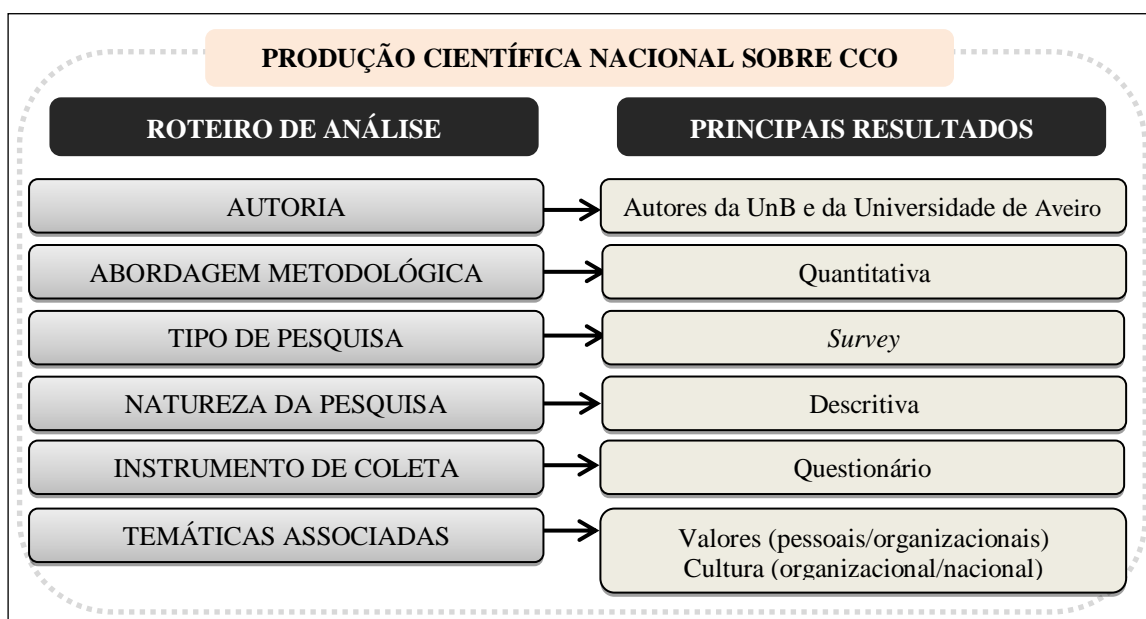 PRODUÇÃO CIENTÍFICA NACIONAL SOBRE CCO
ROTEIRO DE ANÁLISE
PRINCIPAIS RESULTADOS
AUTORIA
Autores da UnB e da Universidade de Aveiro
ABORDAGEM METODOLÓGICA
Quantitativa
TIPO DE PESQUISA
Survey
NATUREZA DA PESQUISA
Descritiva
INSTRUMENTO DE COLETA
Questionário
TEMÁTICAS ASSOCIADAS
Valores (pessoais/organizacionais)
Cultura (organizacional/nacional)